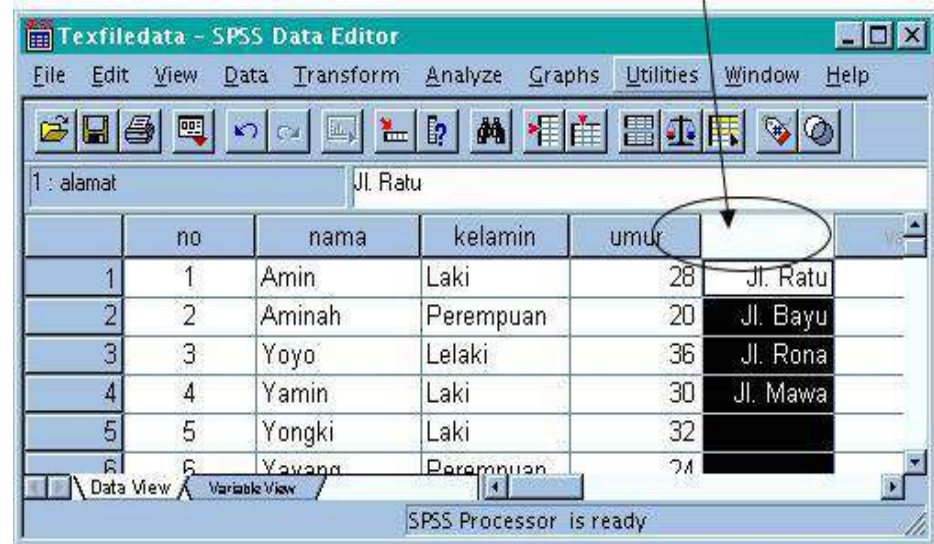 SPSS
Texfiledata - SPSS Data Editor
File Edit View Data Transform Analyze Graphs Utilities Window Help
1 : alamat Jl. Ratu
no nama kelamin umur
1 1 Amin Laki 28 Jl. Ratu
2 2 Aminah Perempuan 20 Jl. Bayu
3 3 Yoyo Lelaki 36 Jl. Rona
4 4 Yamin Laki 30 Jl. Mawa
5 5 Yongki Laki 32
6 6 Yayang Perempuan 24
Data View Variable View
SPSS Processor is ready